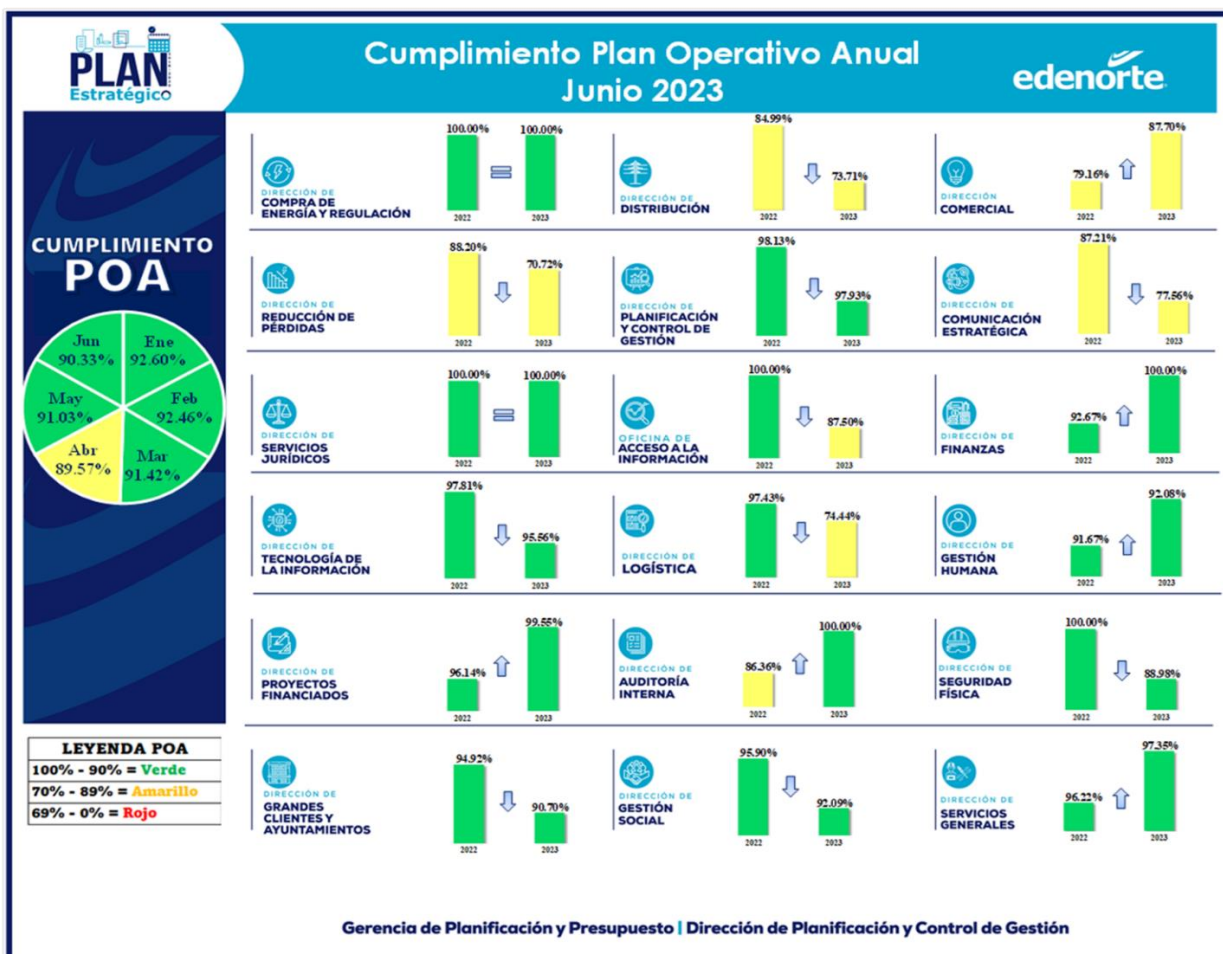 PLAN
Estratégico
Cumplimiento Plan Operativo Anual
Junio 2023
edenorte
CUMPLIMIENTO
POA
Jun
90.33%
Ene
92.60%
May
91.03%
Feb
92.46%
Abr
89.57%
Mar
91.42%
LEYENDA POA
100% - 90% = Verde
70% - 89% = Amarillo
69% - 0% = Rojo
DIRECCIÓN DE
COMPRA DE
ENERGÍA Y REGULACIÓN
100.00%
100.00%
2022
2023
DIRECCIÓN DE
DISTRIBUCIÓN
84.99%
73.71%
2022
2023
DIRECCIÓN
COMERCIAL
79.16%
87.70%
2022
2023
DIRECCIÓN DE
REDUCCIÓN DE
PÉRDIDAS
88.20%
70.72%
2022
2023
DIRECCIÓN DE
PLANIFICACIÓN
Y CONTROL DE
GESTIÓN
98.13%
97.93%
2022
2023
DIRECCIÓN DE
COMUNICACIÓN
ESTRATÉGICA
87.21%
77.56%
2022
2023
DIRECCIÓN DE
SERVICIOS
JURÍDICOS
100.00%
100.00%
2022
2023
OFICINA DE
ACCESO A LA
INFORMACIÓN
100.00%
87.50%
2022
2023
DIRECCIÓN DE
FINANZAS
92.67%
100.00%
2022
2023
DIRECCIÓN DE
TECNOLOGÍA DE
LA INFORMACIÓN
97.81%
95.56%
2022
2023
DIRECCIÓN DE
LOGÍSTICA
97.43%
74.44%
2022
2023
DIRECCIÓN DE
GESTIÓN
HUMANA
91.67%
92.08%
2022
2023
DIRECCIÓN DE
PROYECTOS
FINANCIADOS
96.14%
99.55%
2022
2023
DIRECCIÓN DE
AUDITORÍA
INTERNA
86.36%
100.00%
2022
2023
DIRECCIÓN DE
SEGURIDAD
FÍSICA
100.00%
88.98%
2022
2023
DIRECCIÓN DE
GRANDES
CLIENTES Y
AYUNTAMIENTOS
94.92%
90.70%
2022
2023
DIRECCIÓN DE
GESTIÓN
SOCIAL
95.90%
92.09%
2022
2023
DIRECCIÓN DE
SERVICIOS
GENERALES
96.22%
97.35%
2022
2023
Gerencia de Planificación y Presupuesto | Dirección de Planificación y Control de Gestión